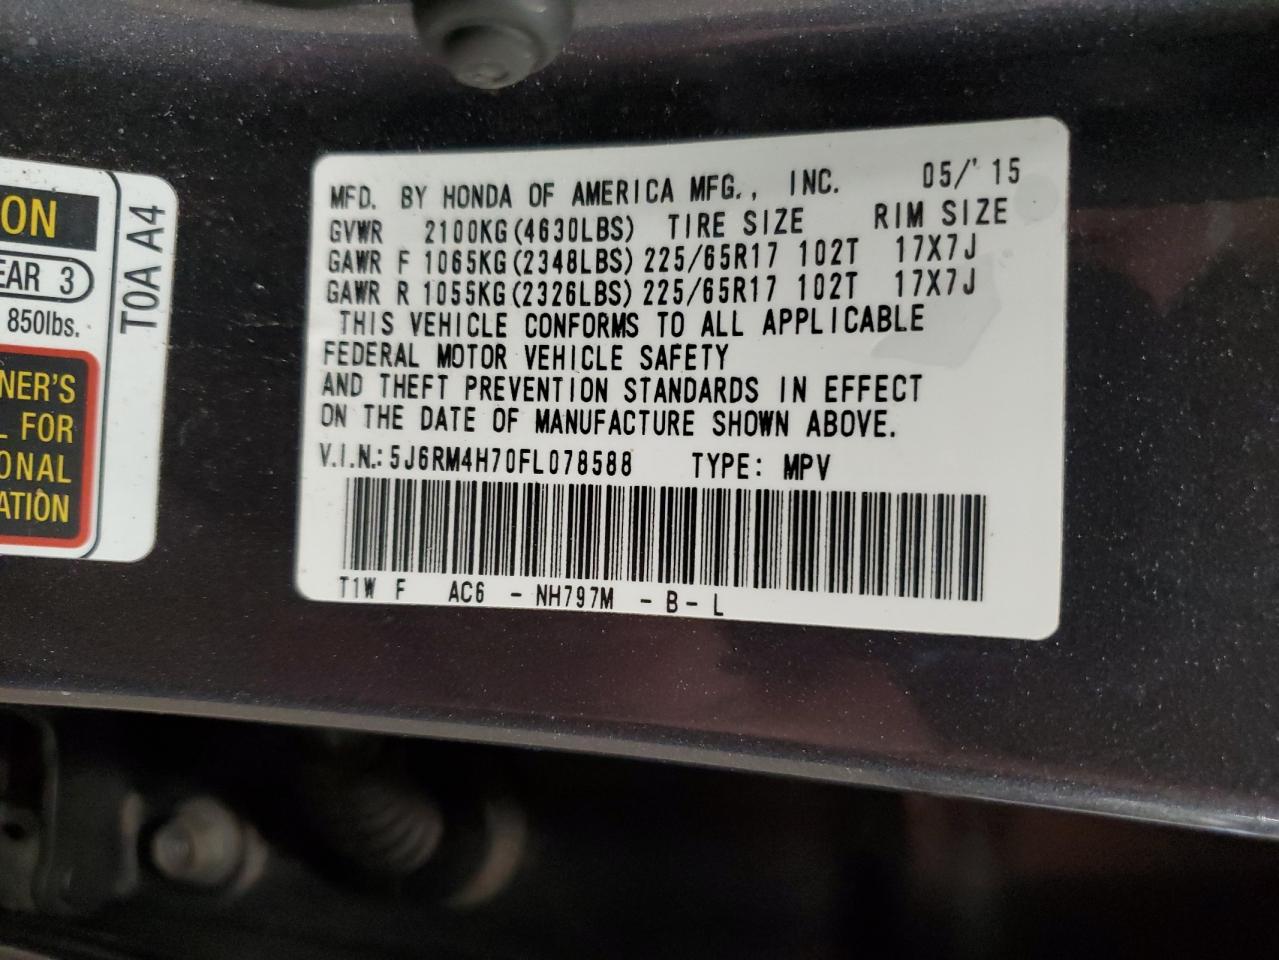 ON
EAR 3
850lbs.
NER'S
L FOR
ONAL
ATION
T0A A4
MFD. BY HONDA OF AMERICA MFG., INC. 05/'15
GVWR 2100KG(4630LBS) TIRE SIZE RIM SIZE
GAWR F 1065KG(2348LBS) 225/65R17 102T 17X7J
GAWR R 1055KG(2326LBS) 225/65R17 102T 17X7J
THIS VEHICLE CONFORMS TO ALL APPLICABLE
FEDERAL MOTOR VEHICLE SAFETY
AND THEFT PREVENTION STANDARDS IN EFFECT
ON THE DATE OF MANUFACTURE SHOWN ABOVE.
V.I.N.: 5J6RM4H70FL078588 TYPE: MPV
T1W F AC6 - NH797M - B - L